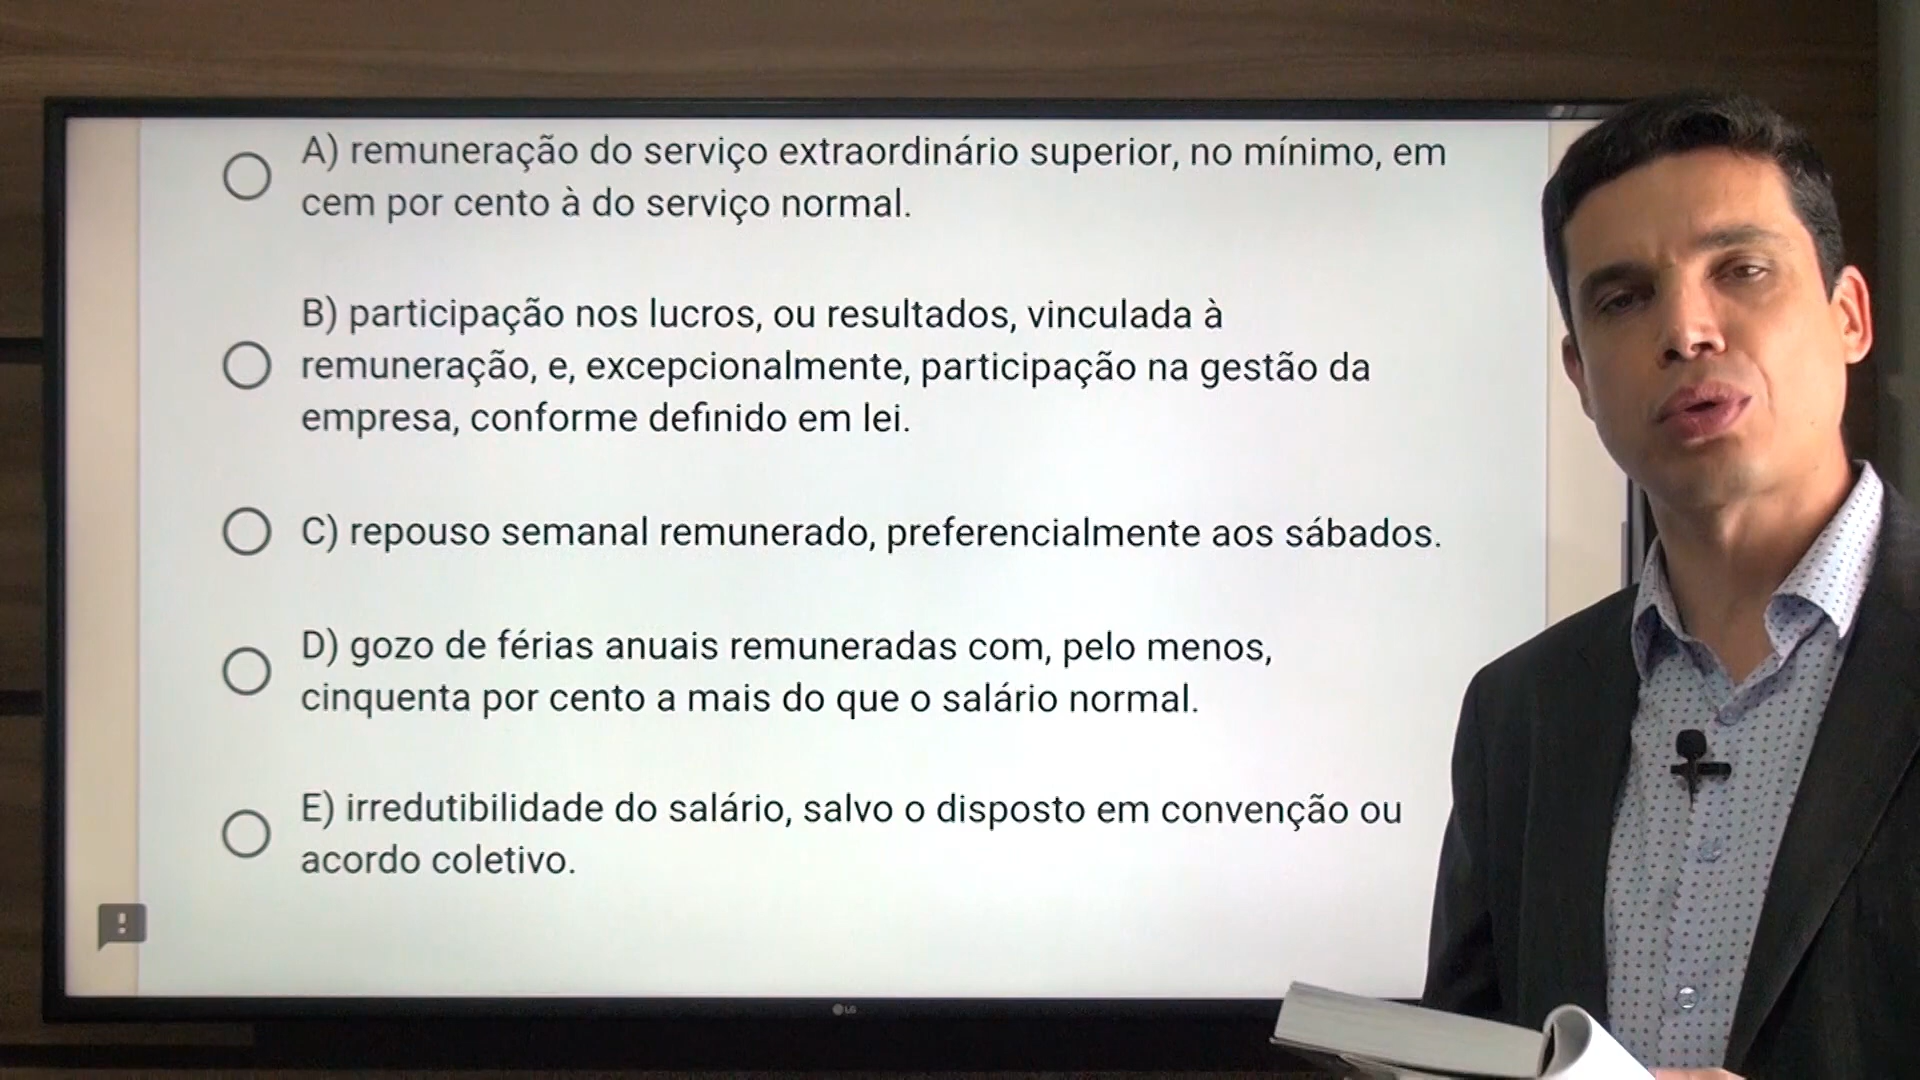 A) remuneração do serviço extraordinário superior, no mínimo, em
cem por cento à do serviço normal.
B) participação nos lucros, ou resultados, vinculada à
remuneração, e, excepcionalmente, participação na gestão da
empresa, conforme definido em lei.
C) repouso semanal remunerado, preferencialmente aos sábados.
D) gozo de férias anuais remuneradas com, pelo menos,
cinquenta por cento a mais do que o salário normal.
E) irredutibilidade do salário, salvo o disposto em convenção ou
acordo coletivo.
LG